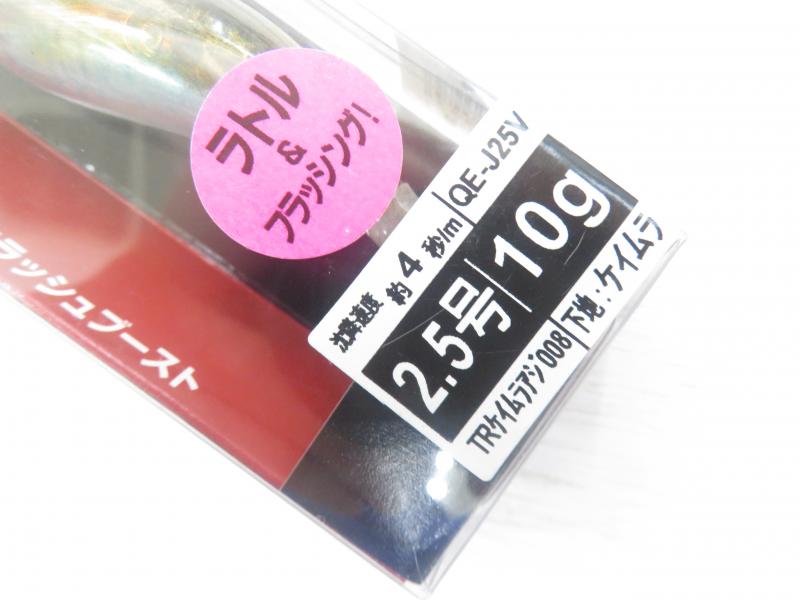 ラトル
&
フラッシング!
沈降速度 約4秒/m QE-J25V
2.5号 10g
TRケイムラアジ008 下地:ケイムラ
ラッシュブースト